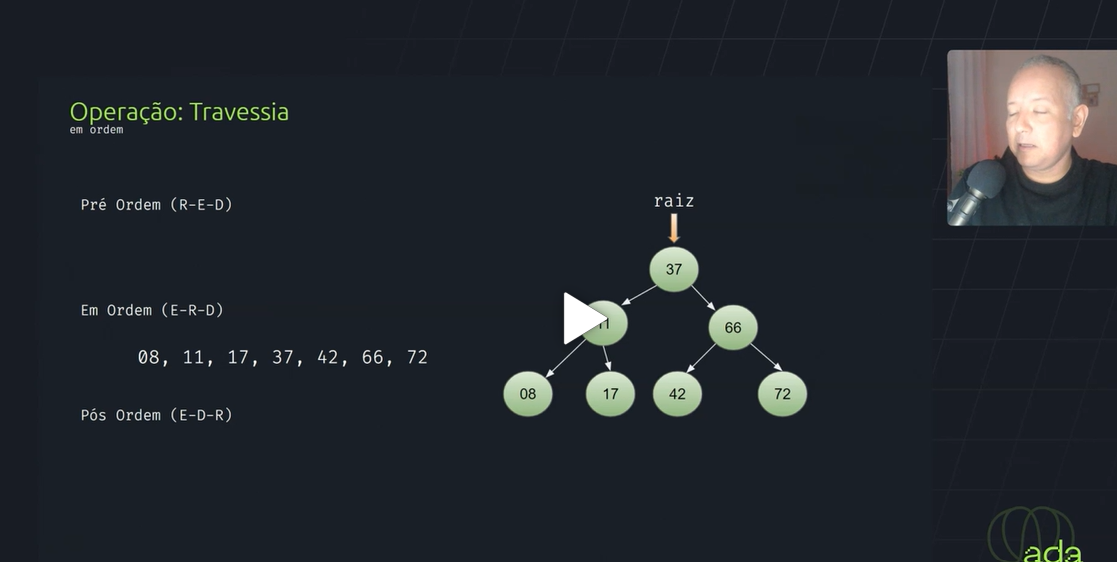 Operação: Travessia
em ordem
Pré Ordem (R-E-D)
raiz
37
Em Ordem (E-R-D)
11
66
08, 11, 17, 37, 42, 66, 72
08
17
42
72
Pós Ordem (E-D-R)
ada